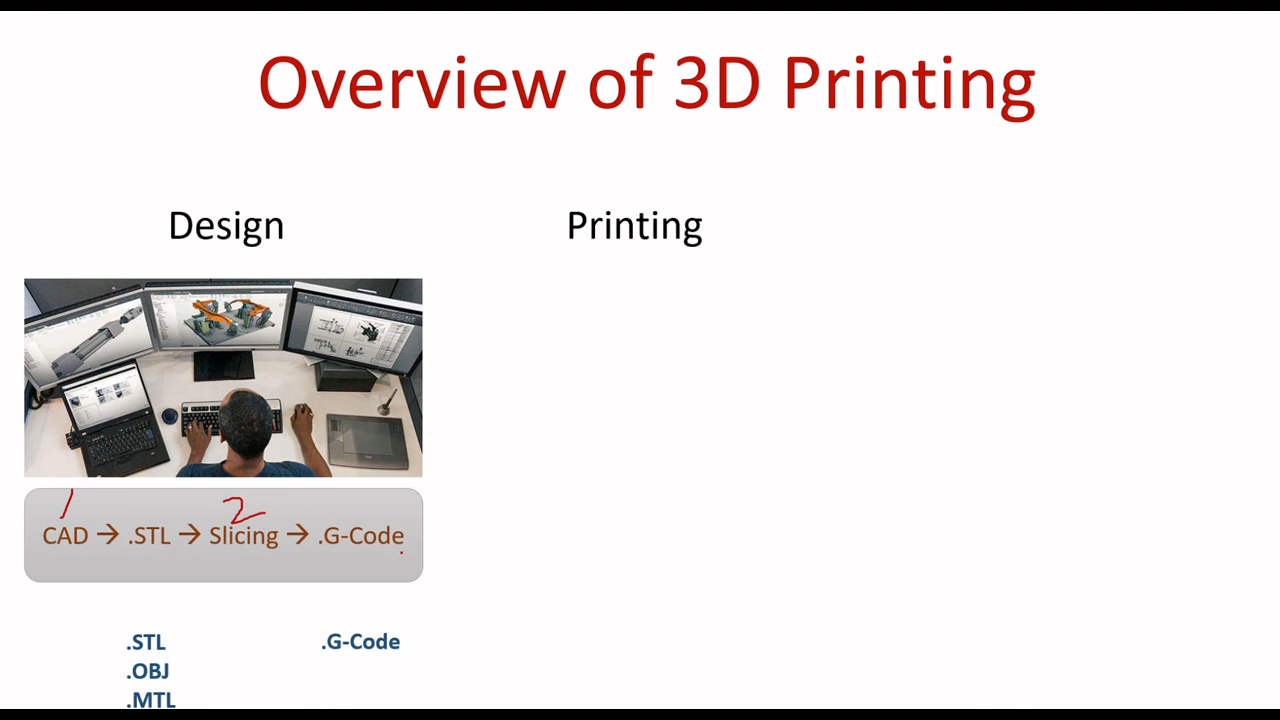 Overview of 3D Printing
Design
Printing
1
2
CAD → .STL → Slicing → .G-Code
.STL
.G-Code
.OBJ
.MTL